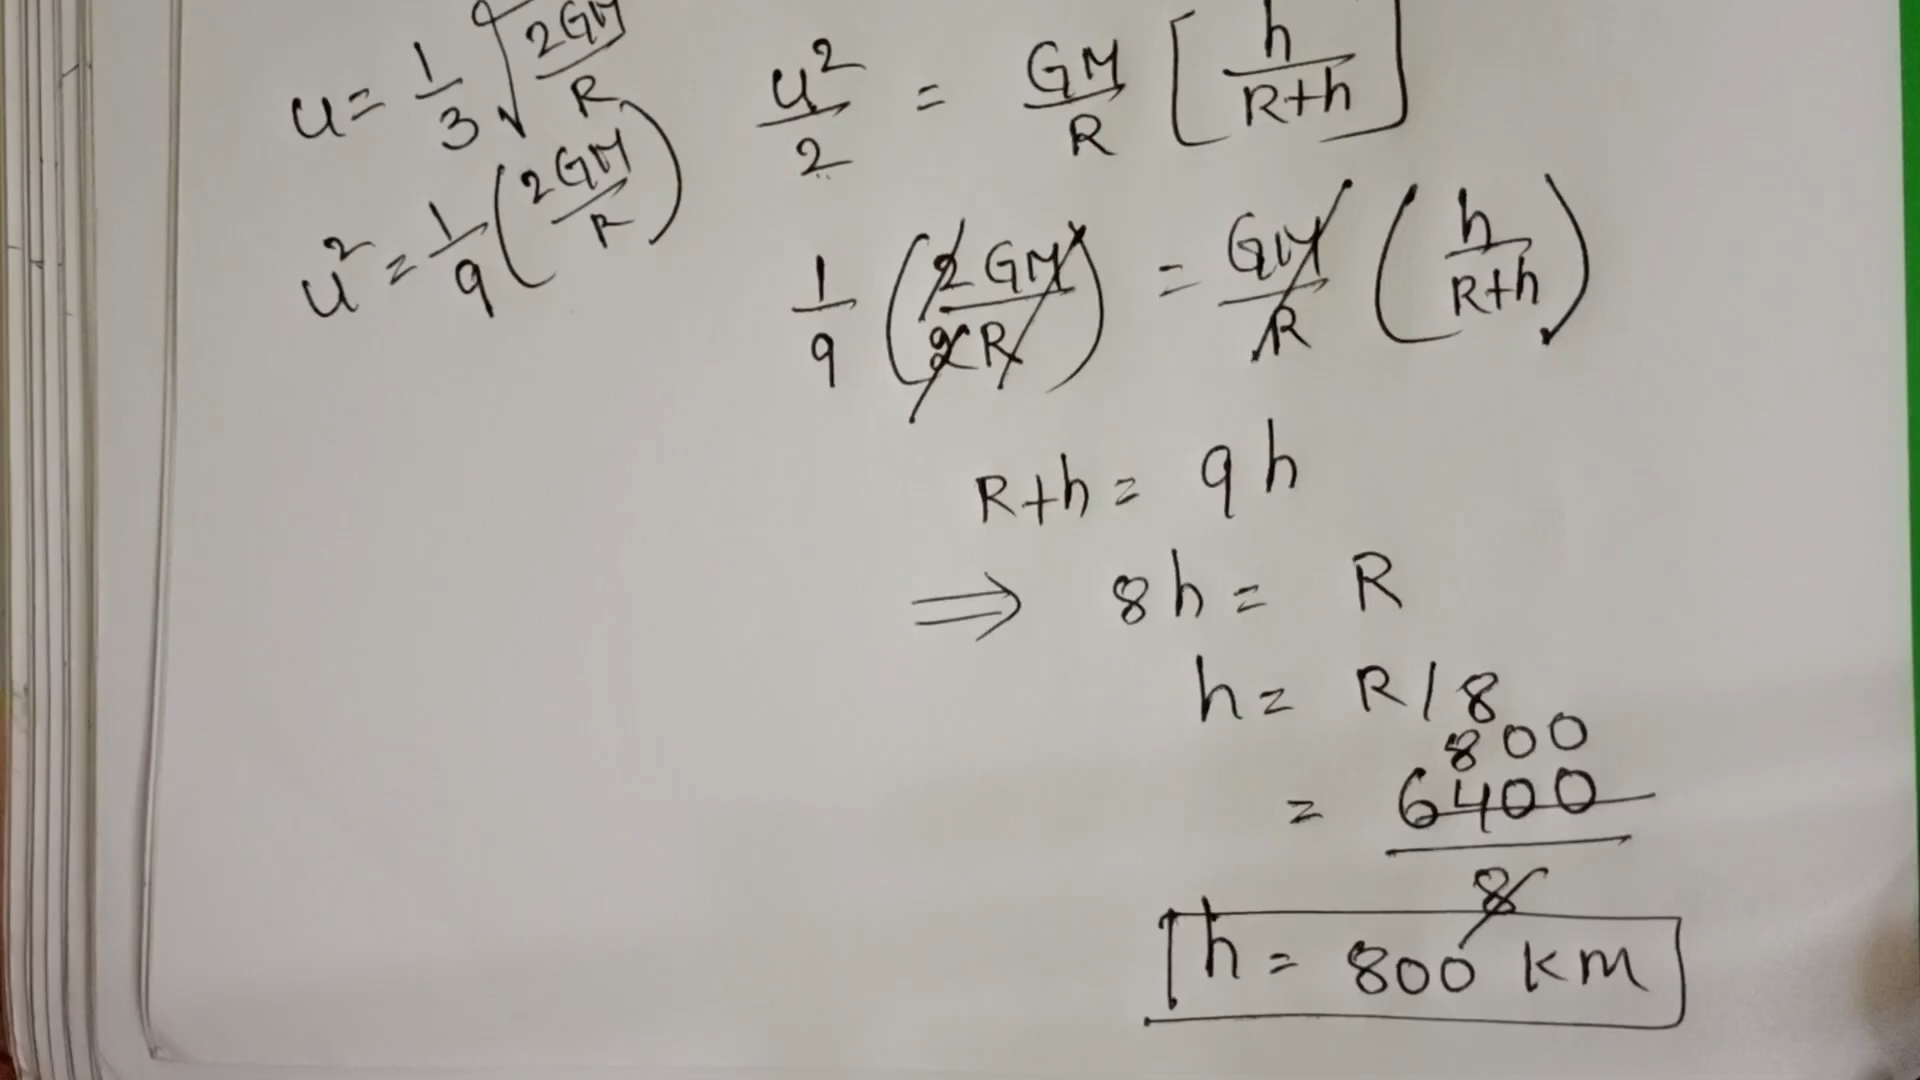 u = 1/3 √(2GM/R)
u² = 1/9 (2GM/R)
u²/2 = GM/R [h/R+h]
1/9 (2GM/2R) = GM/R (h/R+h)
R+h = 9h
⇒ 8h = R
h = R/8
800
= 6400/8
h = 800 km